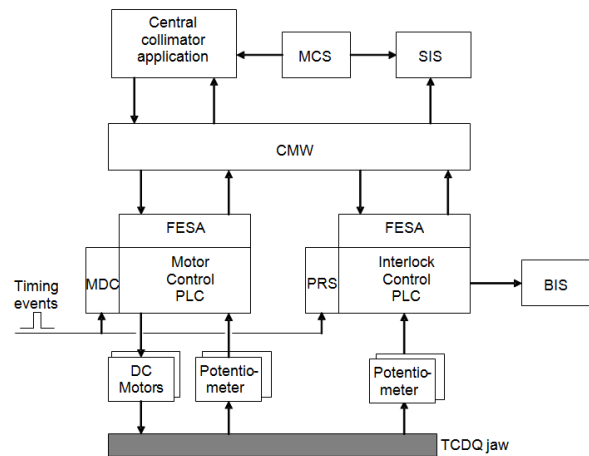 Central
collimator
application
MCS
SIS
CMW
FESA
FESA
MDC
Motor
Control
PLC
PRS
Interlock
Control
PLC
BIS
Timing
events
DC
Motors
Potentio-
meter
Potentio-
meter
TCDQ jaw